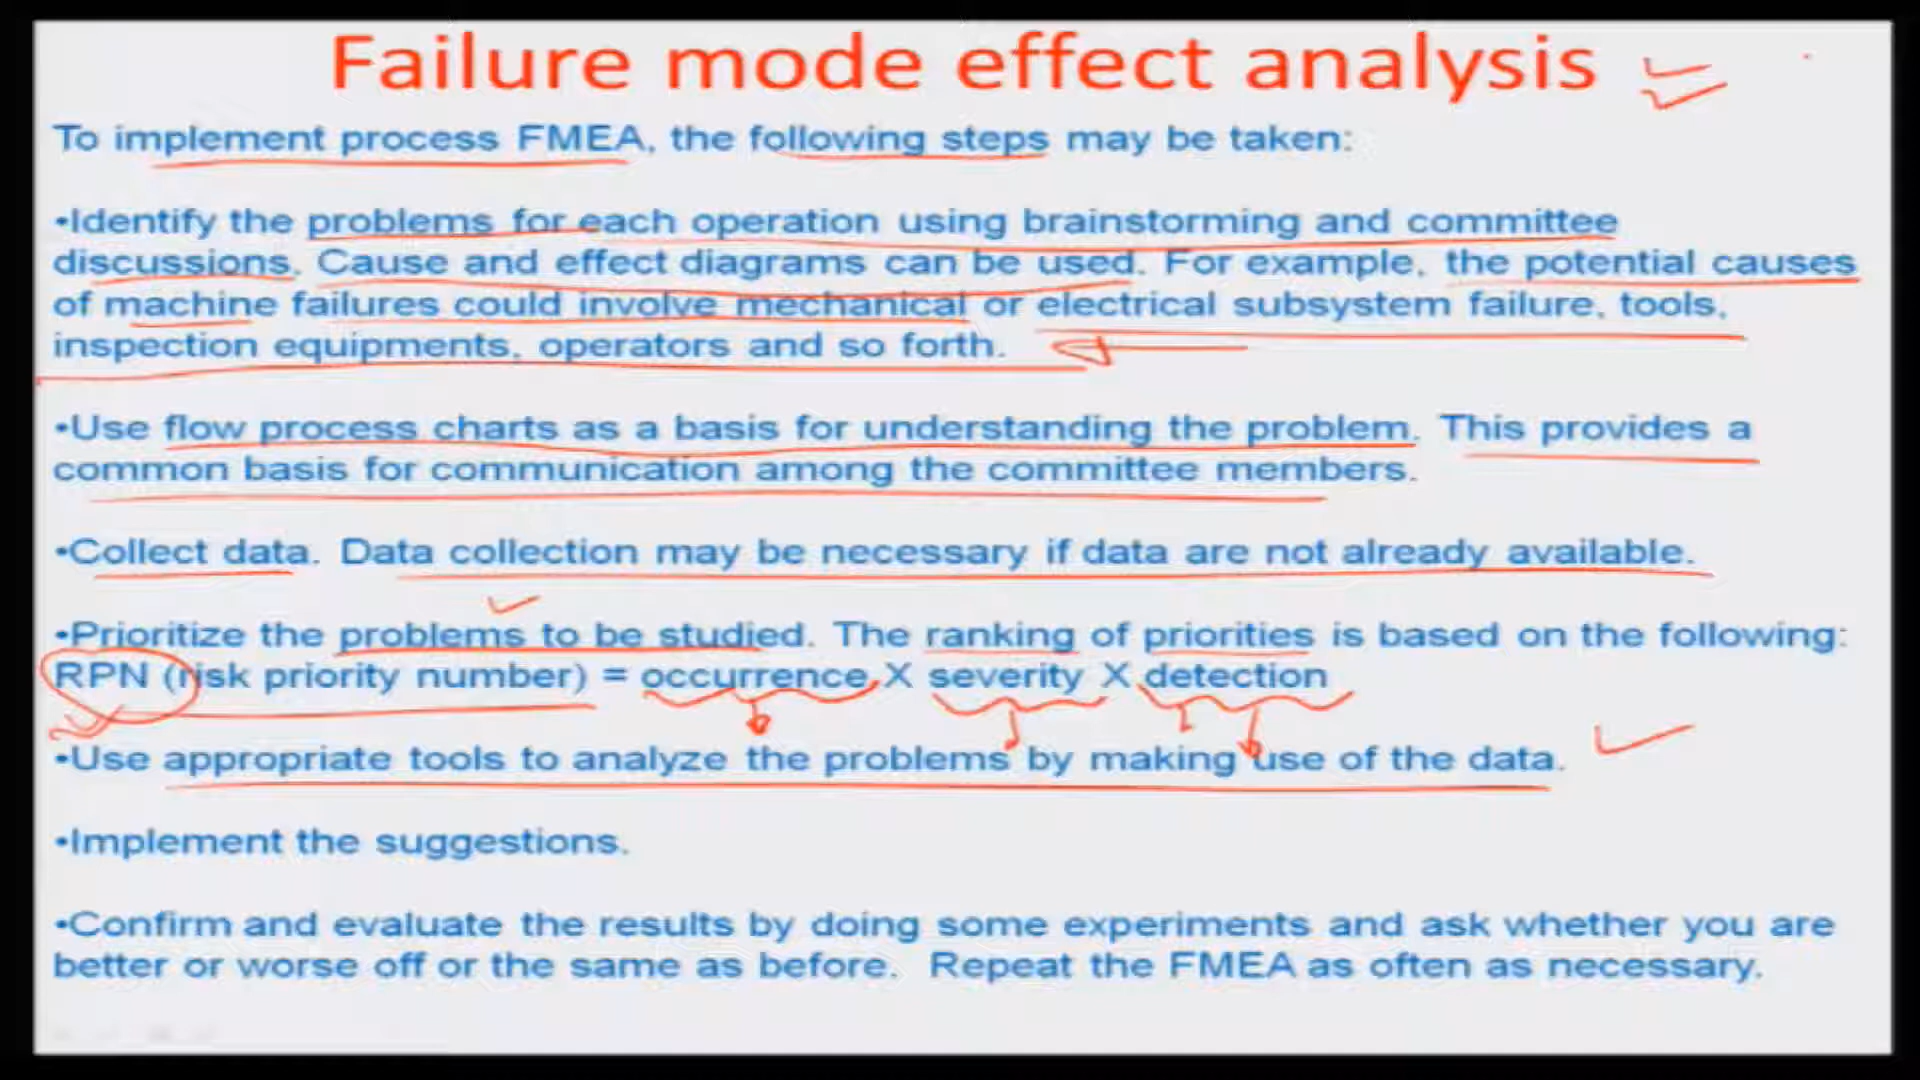 Failure mode effect analysis
To implement process FMEA, the following steps may be taken:
•Identify the problems for each operation using brainstorming and committee
discussions. Cause and effect diagrams can be used. For example, the potential causes
of machine failures could involve mechanical or electrical subsystem failure, tools,
inspection equipments, operators and so forth.
•Use flow process charts as a basis for understanding the problem. This provides a
common basis for communication among the committee members.
•Collect data. Data collection may be necessary if data are not already available.
•Prioritize the problems to be studied. The ranking of priorities is based on the following:
RPN (risk priority number) = occurrence X severity X detection
•Use appropriate tools to analyze the problems by making use of the data.
•Implement the suggestions.
•Confirm and evaluate the results by doing some experiments and ask whether you are
better or worse off or the same as before. Repeat the FMEA as often as necessary.